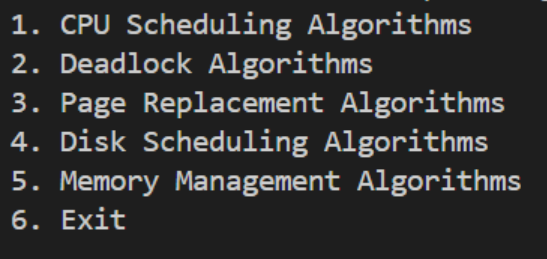 1. CPU Scheduling Algorithms
2. Deadlock Algorithms
3. Page Replacement Algorithms
4. Disk Scheduling Algorithms
5. Memory Management Algorithms
6. Exit